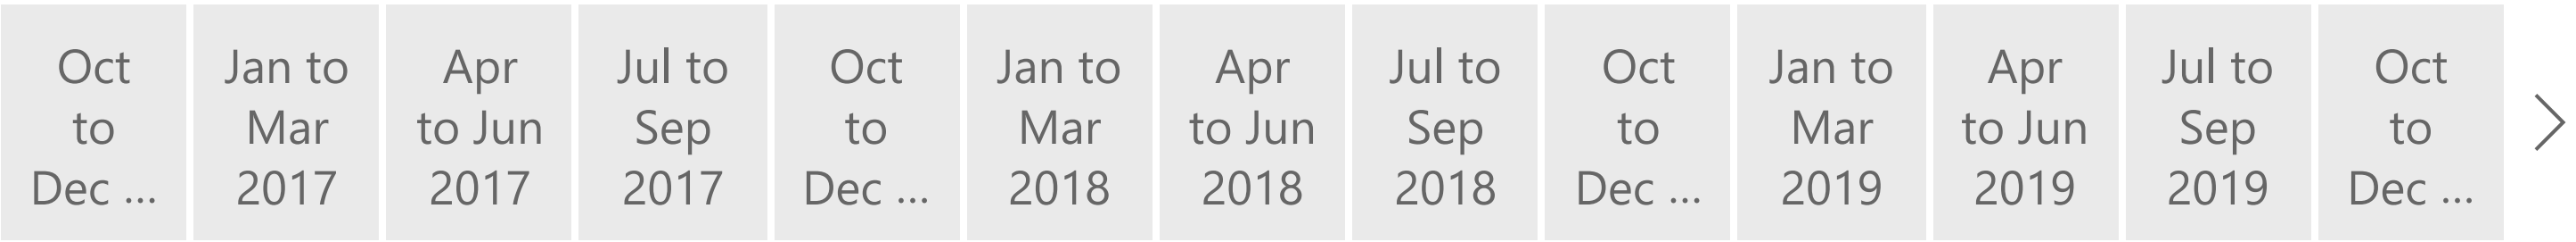 Oct
to
Dec ...
Jan to
Mar
2017
Apr
to Jun
2017
Jul to
Sep
2017
Oct
to
Dec ...
Jan to
Mar
2018
Apr
to Jun
2018
Jul to
Sep
2018
Oct
to
Dec ...
Jan to
Mar
2019
Apr
to Jun
2019
Jul to
Sep
2019
Oct
to
Dec ...